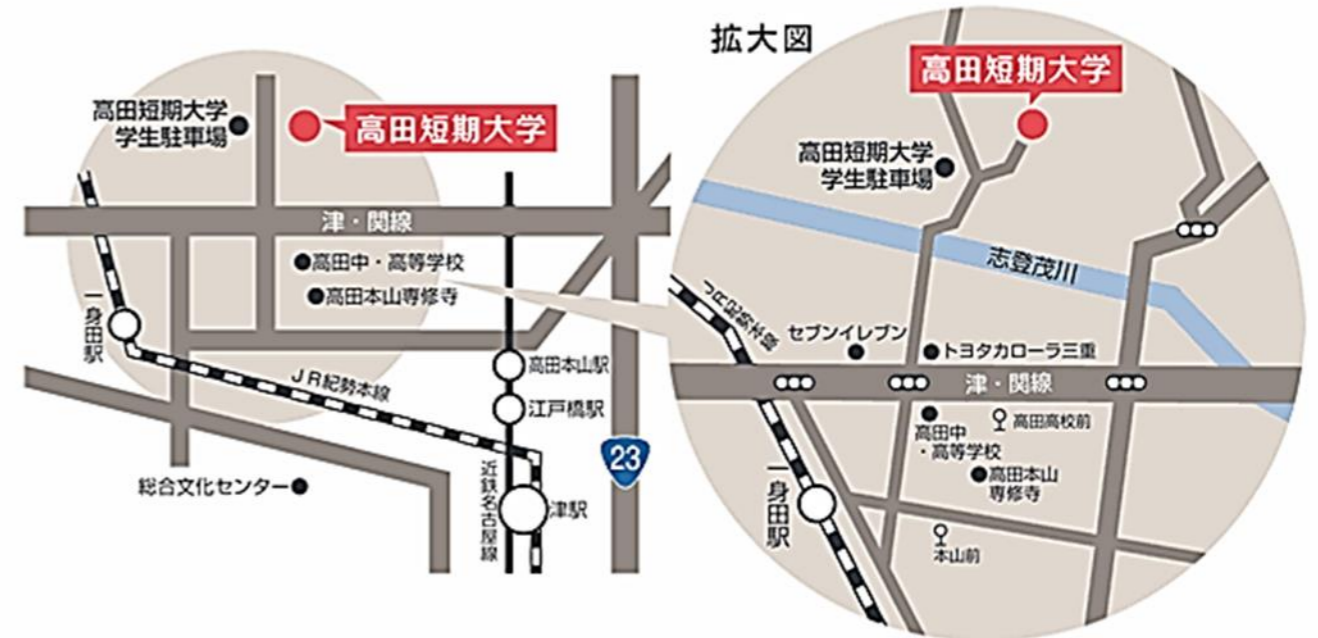 高田短期大学
学生駐車場
高田短期大学
津・関線
高田中・高等学校
高田本山専修寺
一身田駅
高田本山駅
JR紀勢本線
江戸橋駅
23
総合文化センター
近鉄名古屋線
津駅
拡大図
高田短期大学
高田短期大学
学生駐車場
志登茂川
JR紀勢本線
セブンイレブン
トヨタカローラ三重
津・関線
高田中
・高等学校
高田高校前
高田本山
専修寺
一身田駅
本山前